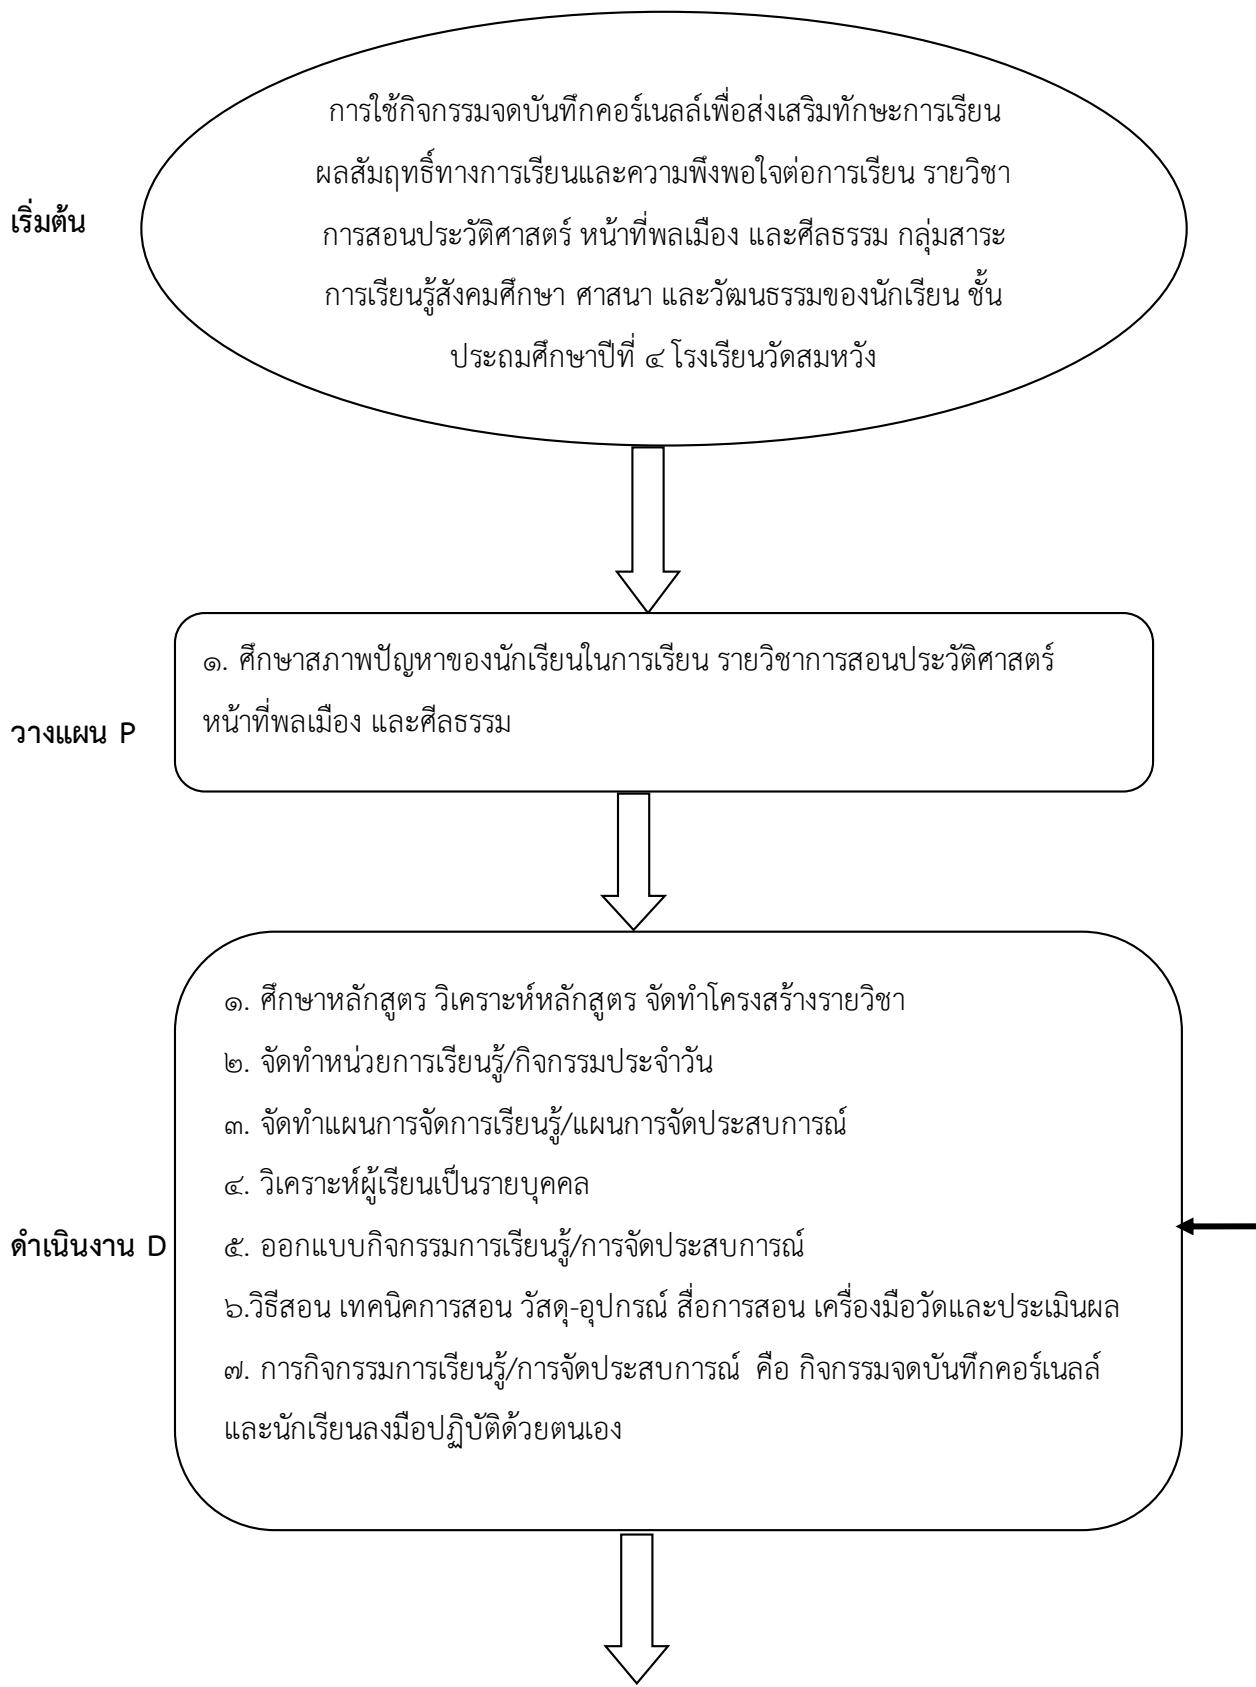 การใช้กิจกรรมจดบันทึกคอร์เนลล์เพื่อส่งเสริมทักษะการเรียน
ผลสัมฤทธิ์ทางการเรียนและความพึงพอใจต่อการเรียน รายวิชา
เริ่มต้น
การสอนประวัติศาสตร์ หน้าที่พลเมือง และศีลธรรม กลุ่มสาระ
การเรียนรู้สังคมศึกษา ศาสนา และวัฒนธรรมของนักเรียน ชั้น
ประถมศึกษาปีที่ ๔ โรงเรียนวัดสมหวัง
๑. ศึกษาสภาพปัญหาของนักเรียนในการเรียน รายวิชาการสอนประวัติศาสตร์
หน้าที่พลเมือง และศีลธรรม
วางแผน P
๑. ศึกษาหลักสูตร วิเคราะห์หลักสูตร จัดทำโครงสร้างรายวิชา
๒. จัดทำหน่วยการเรียนรู้/กิจกรรมประจำวัน
๓. จัดทำแผนการจัดการเรียนรู้/แผนการจัดประสบการณ์
๔. วิเคราะห์ผู้เรียนเป็นรายบุคคล
ดำเนินงาน D
๕. ออกแบบกิจกรรมการเรียนรู้/การจัดประสบการณ์
๖.วิธีสอน เทคนิคการสอน วัสดุ-อุปกรณ์ สื่อการสอน เครื่องมือวัดและประเมินผล
๗. การกิจกรรมการเรียนรู้/การจัดประสบการณ์ คือ กิจกรรมจดบันทึกคอร์เนลล์
และนักเรียนลงมือปฏิบัติด้วยตนเอง